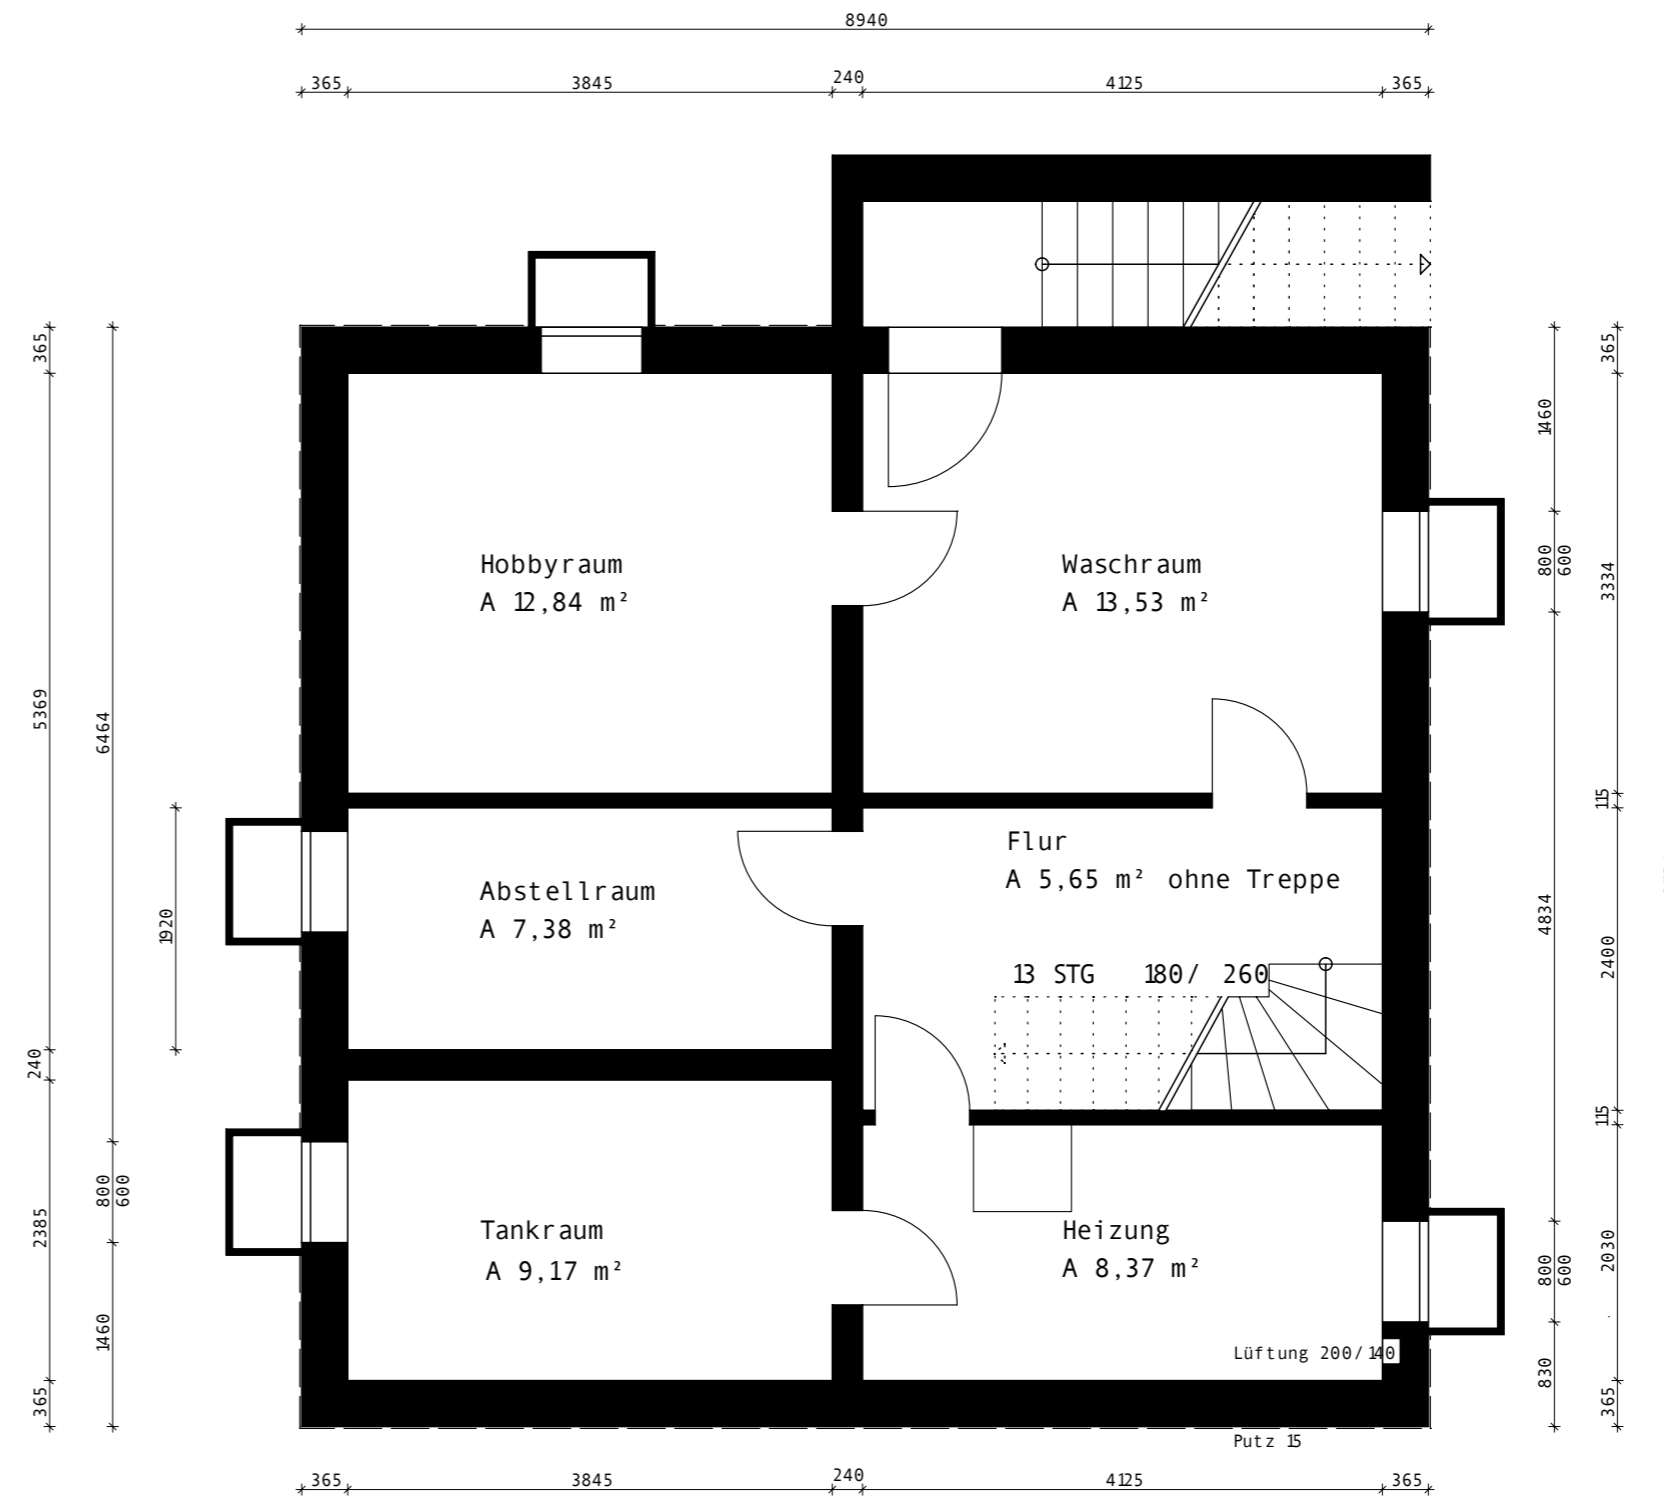 8940
365 3845 240 4125 365
365
365
1460
Hobbyraum
A 12,84 m²
Waschraum
A 13,53 m²
800
600
3334
5369
6464
115
Flur
A 5,65 m² ohne Treppe
Abstellraum
A 7,38 m²
1920
4834
2400
13 STG 180/ 260
240
115
800
600
2385
Tankraum
A 9,17 m²
Heizung
A 8,37 m²
800
600
2030
1460
Lüftung 200/140
830
365
365
Putz 15
365 3845 240 4125 365